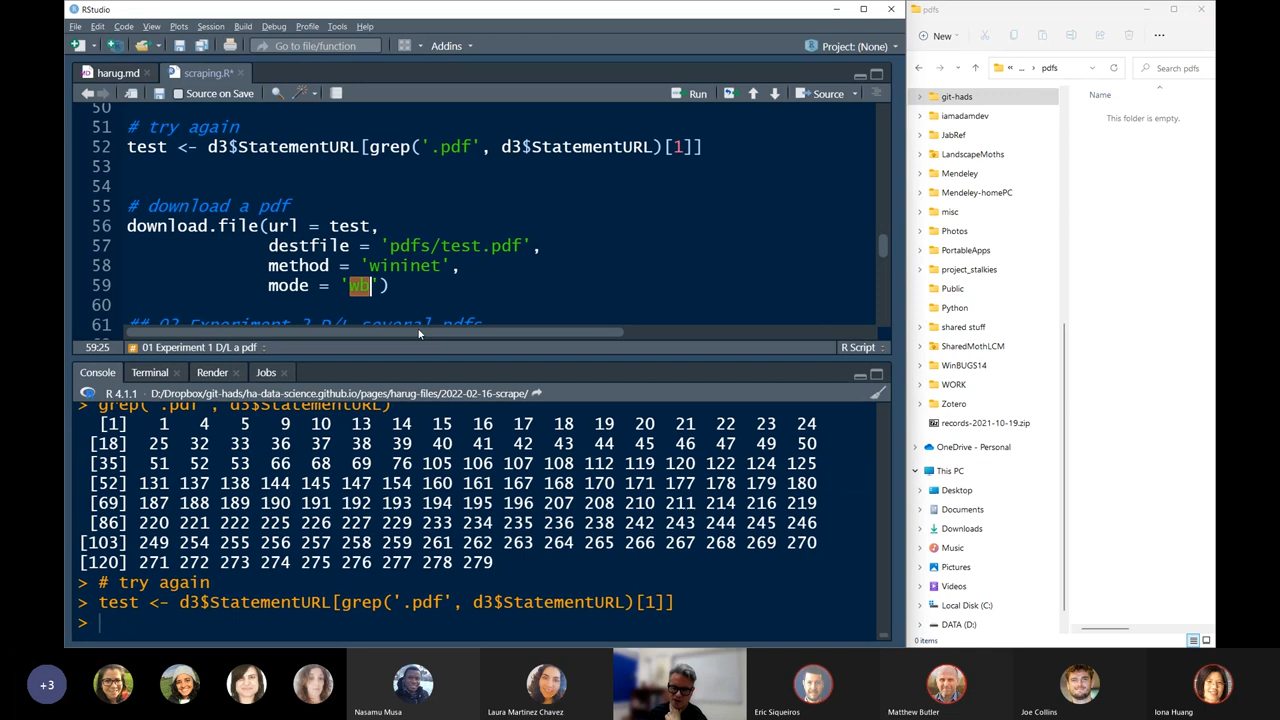 RStudio
File Edit Code View Plots Session Build Debug Profile Tools Help
Go to file/function
Addins
Project: (None)
harug.md
scraping.R*
Source on Save
Run
Source
50
51 # try again
52 test <- d3$StatementURL[grep('.pdf', d3$StatementURL)[1]]
53
54
55 # download a pdf
56 download.file(url = test,
57 destfile = 'pdfs/test.pdf',
58 method = 'wininet',
59 mode = 'wb')
60
61 ## 02 Experiment 2 D/L several pdfs
59:25 01 Experiment 1 D/L a pdf R Script
Console Terminal Render Jobs
R 4.1.1 · D:/Dropbox/git-hads/ha-data-science.github.io/pages/harug-files/2022-02-16-scrape/
> grep('.pdf', d3$StatementURL)
[1] 1 4 5 9 10 13 14 15 16 17 18 19 20 21 22 23 24
[18] 25 32 33 36 37 38 39 40 41 42 43 44 45 46 47 49 50
[35] 51 52 53 66 68 69 76 105 106 107 108 112 119 120 122 124 125
[52] 131 137 138 144 145 147 154 160 161 167 168 170 171 177 178 179 180
[69] 187 188 189 190 191 192 193 194 195 196 207 208 210 211 214 216 219
[86] 220 221 222 225 226 227 229 233 234 235 236 238 242 243 244 245 246
[103] 249 254 255 256 257 258 259 261 262 263 264 265 266 267 268 269 270
[120] 271 272 273 274 275 276 277 278 279
> # try again
> test <- d3$StatementURL[grep('.pdf', d3$StatementURL)[1]]
>
pdfs
New
« ... pdfs
Search pdfs
git-hads
iamadamdev
JabRef
LandscapeMoths
Mendeley
Mendeley-homePC
misc
Photos
PortableApps
project_stalkies
Public
Python
shared stuff
SharedMothLCM
WinBUGS14
WORK
Zotero
records-2021-10-19.zip
OneDrive - Personal
This PC
Desktop
Documents
Downloads
Music
Pictures
Videos
Local Disk (C:)
DATA (D:)
Name
This folder is empty.
0 items
+3
Nasamu Musa
Laura Martinez Chavez
Eric Siqueiros
Matthew Butler
Joe Collins
Iona Huang